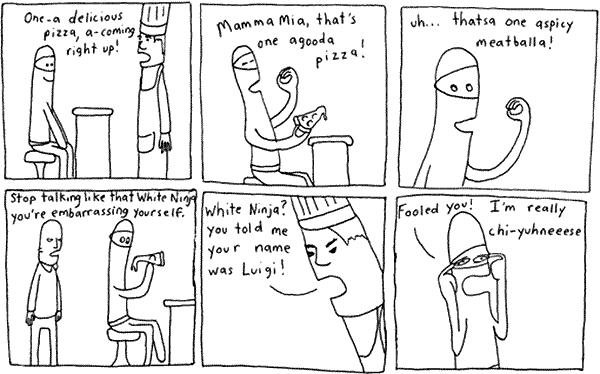 One-a delicious
pizza, a-coming
right up!
Mamma Mia, that's
one agooda
pizza!
uh... thatsa one aspicy
meatballa!
Stop talking like that White Ninja
you're embarrassing yourself.
White Ninja?
you told me
your name
was Luigi!
Fooled you! I'm really
chi-yuhneeese